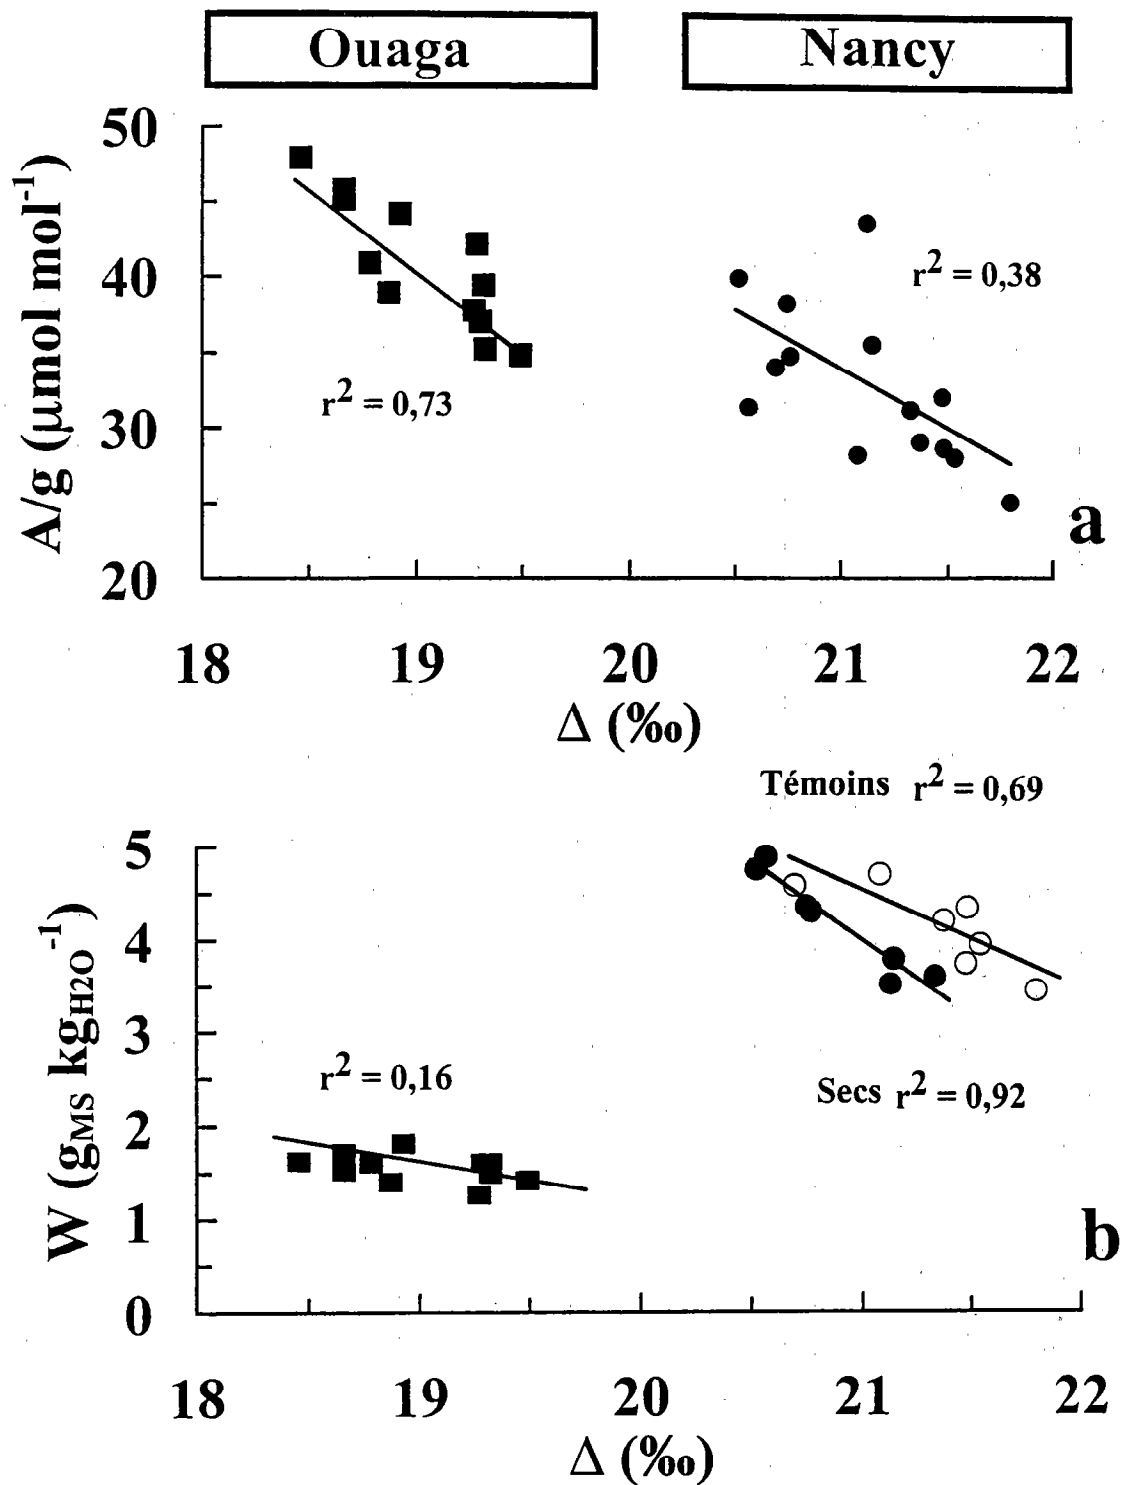 Ouaga
Nancy
50
40
30
20
A/g (µmol mol⁻¹)
r² = 0,38
r² = 0,73
a
18 19 20 21 22
Δ (‰)
Témoins r² = 0,69
5
4
3
2
1
0
W (gMS kgH2O⁻¹)
r² = 0,16
Secs r² = 0,92
b
18 19 20 21 22
Δ (‰)